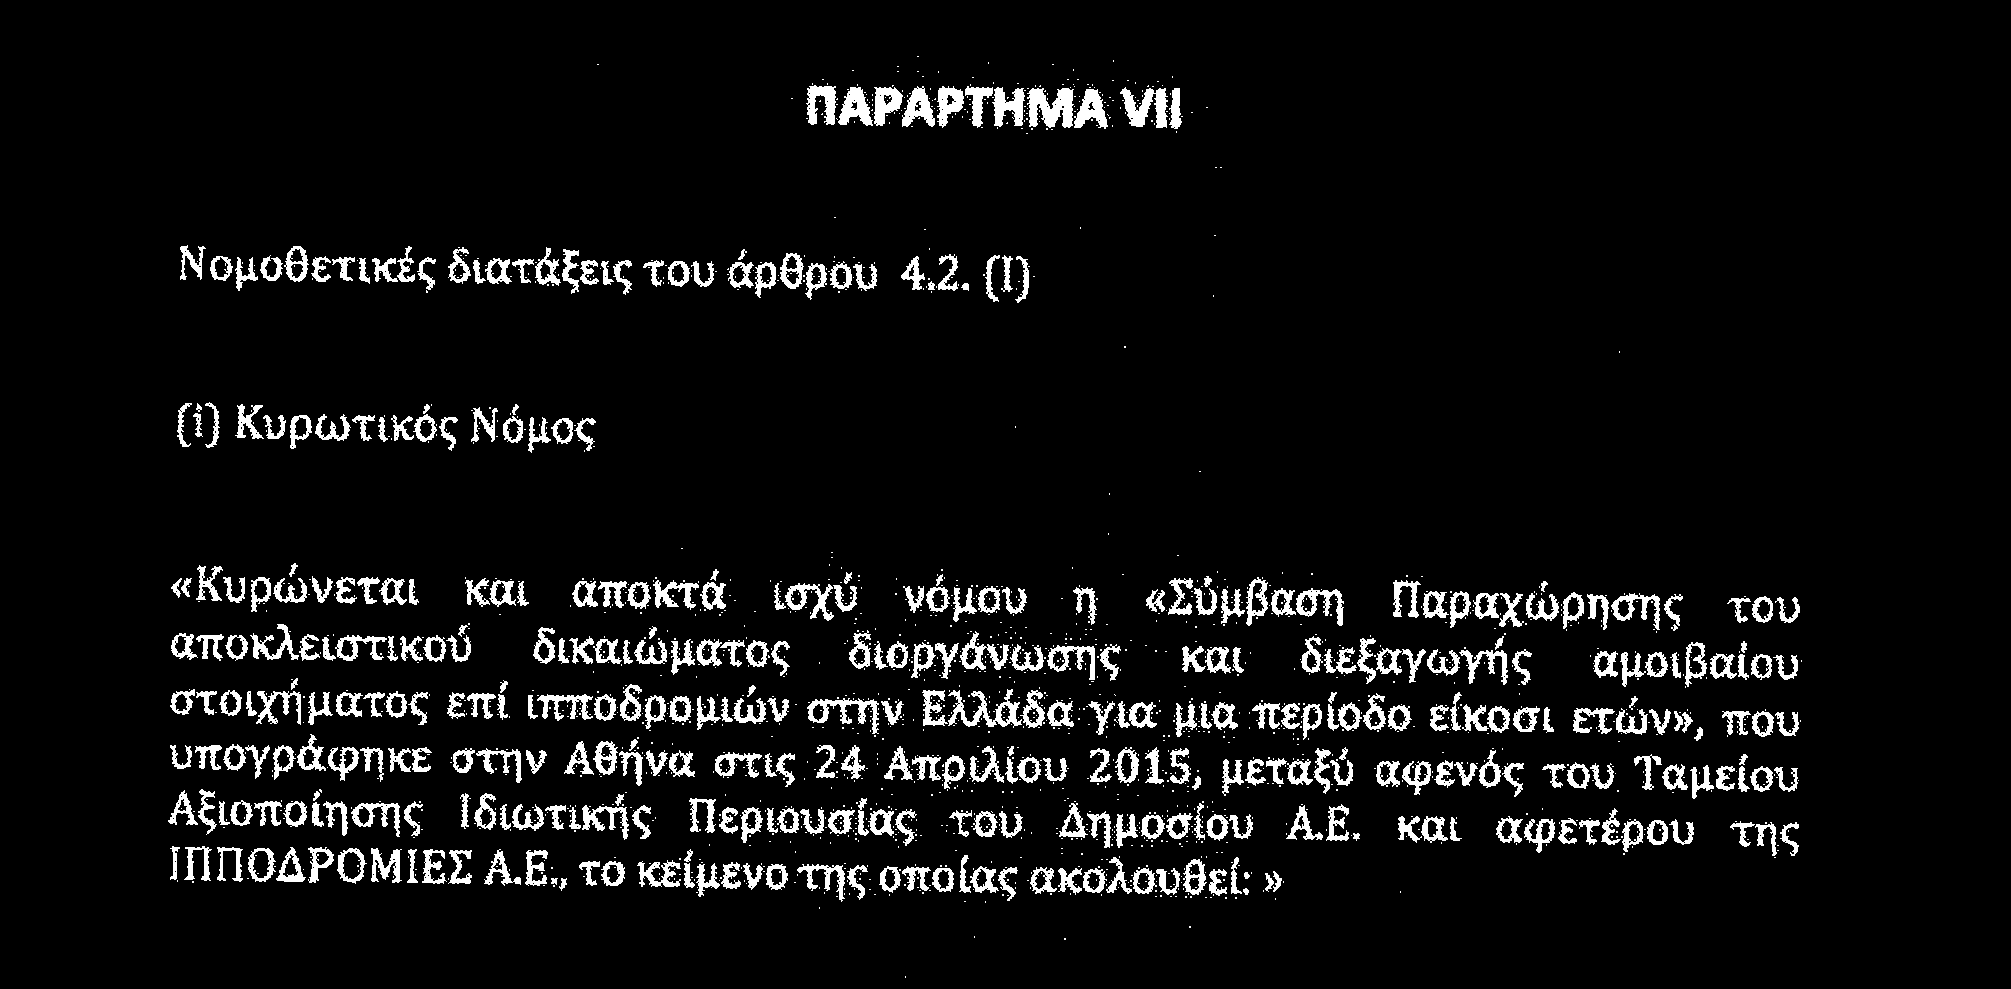 ΠΑΡΑΡΤΗΜΑ VII
Νομοθετικές διατάξεις του άρθρου 4.2. (I)
(i) Κυρωτικός Νόμος
«Κυρώνεται και αποκτά ισχύ νόμου η «Σύμβαση Παραχώρησης του
αποκλειστικού δικαιώματος διοργάνωσης και διεξαγωγής αμοιβαίου
στοιχήματος επί ιπποδρομιών στην Ελλάδα για μια περίοδο είκοσι ετών», που
υπογράφηκε στην Αθήνα στις 24 Απριλίου 2015, μεταξύ αφενός του Ταμείου
Αξιοποίησης Ιδιωτικής Περιουσίας του Δημοσίου Α.Ε. και αφετέρου της
ΙΠΠΟΔΡΟΜΙΕΣ Α.Ε., το κείμενο της οποίας ακολουθεί: »